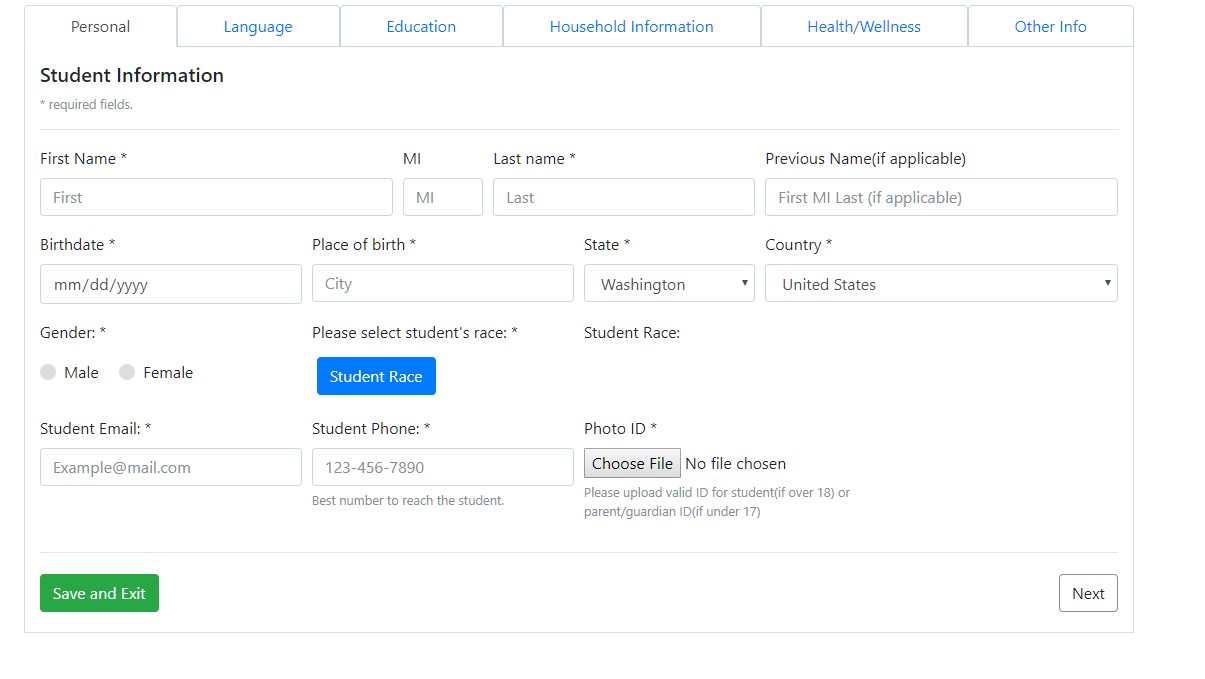 Personal Language Education Household Information Health/Wellness Other Info
Student Information
* required fields.
First Name * MI Last name * Previous Name(if applicable)
First MI Last First MI Last (if applicable)
Birthdate * Place of birth * State * Country *
mm/dd/yyyy City Washington United States
Gender: * Please select student's race: * Student Race:
Male Female Student Race
Student Email: * Student Phone: * Photo ID *
Example@mail.com 123-456-7890 Choose File No file chosen
Best number to reach the student. Please upload valid ID for student(if over 18) or
parent/guardian ID(if under 17)
Save and Exit Next